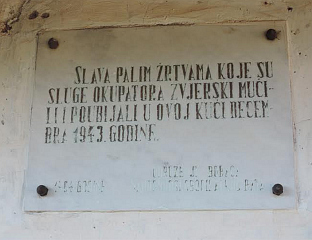 SLAVA PALIM ŽRTVAMA KOJE SU
SLUGE OKUPATORA ZVJERSKI MUČI-
LI I POUBIJALI U OVOJ KUĆI DECEM-
BRA 1943. GODINE.